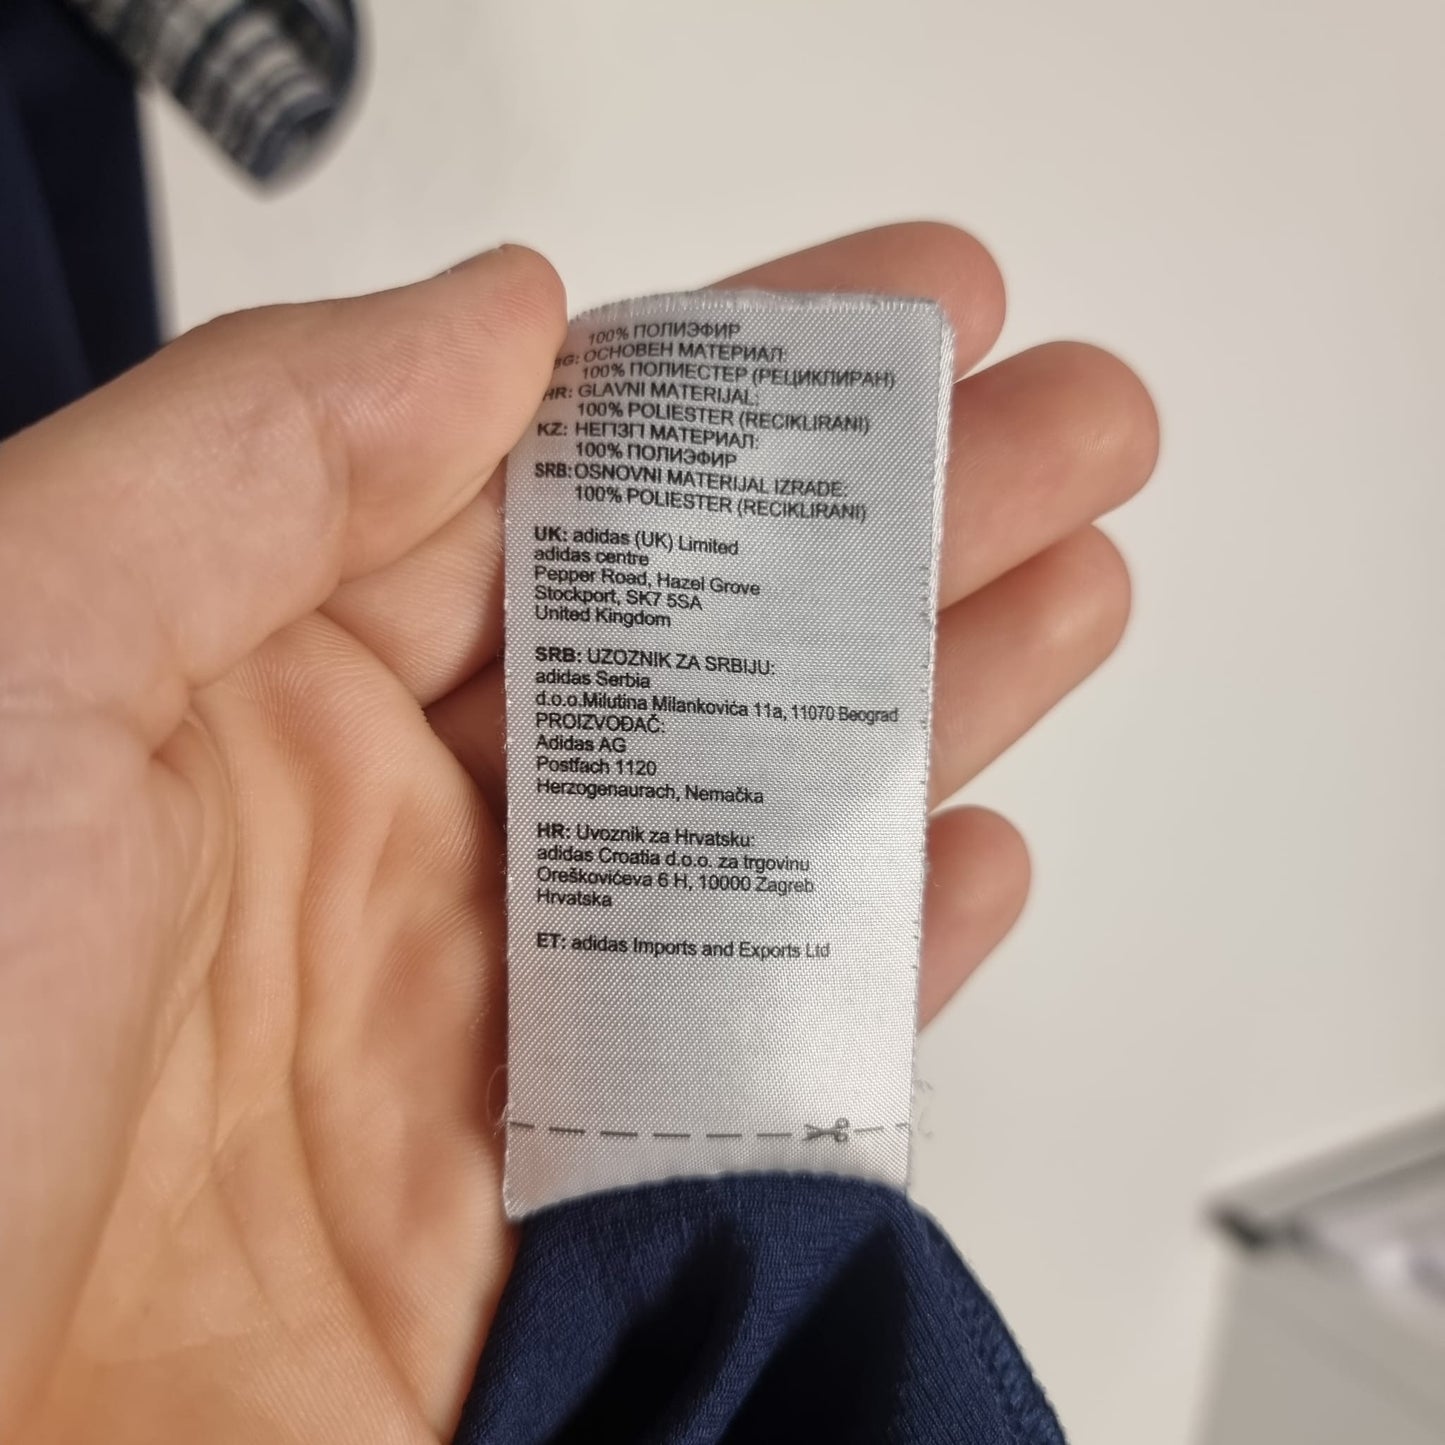 100% ПОЛИЭФИР
BG: ОСНОВЕН МАТЕРИАЛ:
100% ПОЛИЕСТЕР (РЕЦИКЛИРАН)
HR: GLAVNI MATERIJAL:
100% POLIESTER (RECIKLIRANI)
KZ: НЕГІЗГІ МАТЕРИАЛ:
100% ПОЛИЭФИР
SRB: OSNOVNI MATERIJAL IZRADE:
100% POLIESTER (RECIKLIRANI)
UK: adidas (UK) Limited
adidas centre
Pepper Road, Hazel Grove
Stockport, SK7 5SA
United Kingdom
SRB: UZOZNIK ZA SRBIJU:
adidas Serbia
d.o.o.Milutina Milankovića 11a, 11070 Beograd
PROIZVOĐAČ:
Adidas AG
Postfach 1120
Herzogenaurach, Nemačka
HR: Uvoznik za Hrvatsku:
adidas Croatia d.o.o. za trgovinu
Oreškovićeva 6 H, 10000 Zagreb
Hrvatska
ET: adidas Imports and Exports Ltd